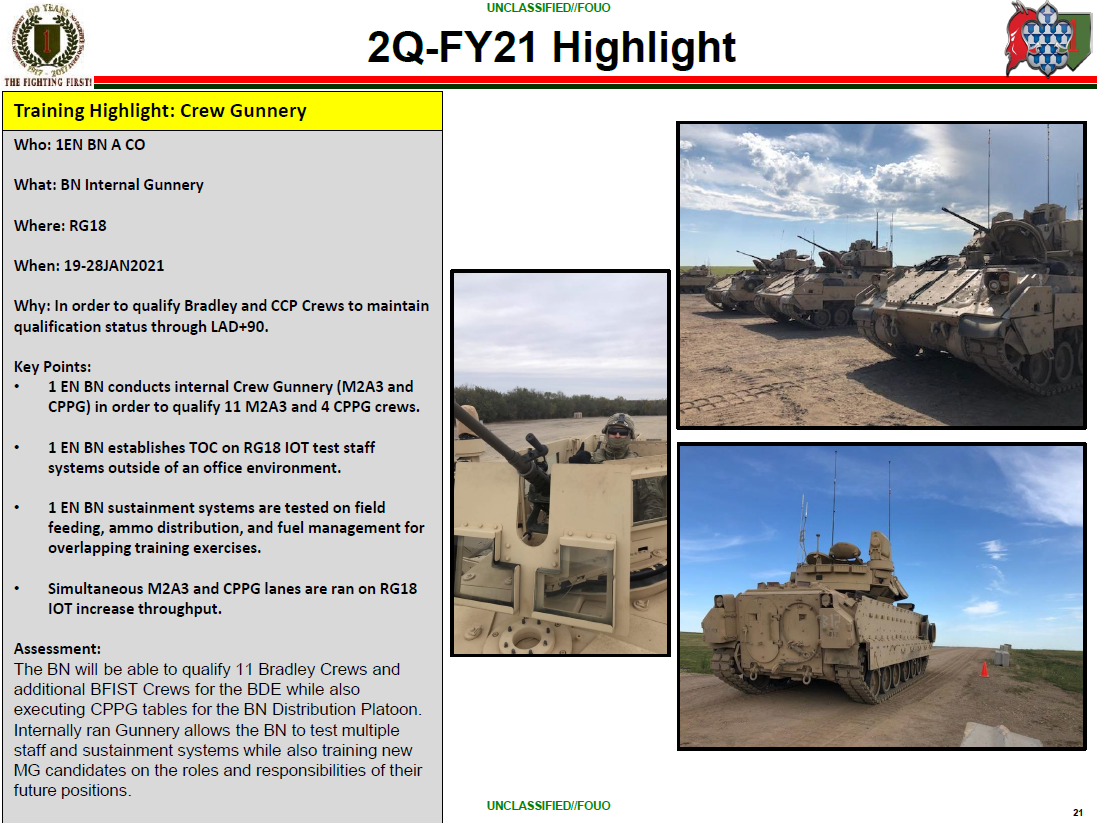 UNCLASSIFIED//FOUO
2Q-FY21 Highlight
100 YEARS
1
1917 - 2017
THE FIGHTING FIRST!
1
Training Highlight: Crew Gunnery
Who: 1EN BN A CO
What: BN Internal Gunnery
Where: RG18
When: 19-28JAN2021
Why: In order to qualify Bradley and CCP Crews to maintain
qualification status through LAD+90.
Key Points:
• 1 EN BN conducts internal Crew Gunnery (M2A3 and
CPPG) in order to qualify 11 M2A3 and 4 CPPG crews.
• 1 EN BN establishes TOC on RG18 IOT test staff
systems outside of an office environment.
• 1 EN BN sustainment systems are tested on field
feeding, ammo distribution, and fuel management for
overlapping training exercises.
• Simultaneous M2A3 and CPPG lanes are ran on RG18
IOT increase throughput.
Assessment:
The BN will be able to qualify 11 Bradley Crews and
additional BFIST Crews for the BDE while also
executing CPPG tables for the BN Distribution Platoon.
Internally ran Gunnery allows the BN to test multiple
staff and sustainment systems while also training new
MG candidates on the roles and responsibilities of their
future positions.
UNCLASSIFIED//FOUO
21